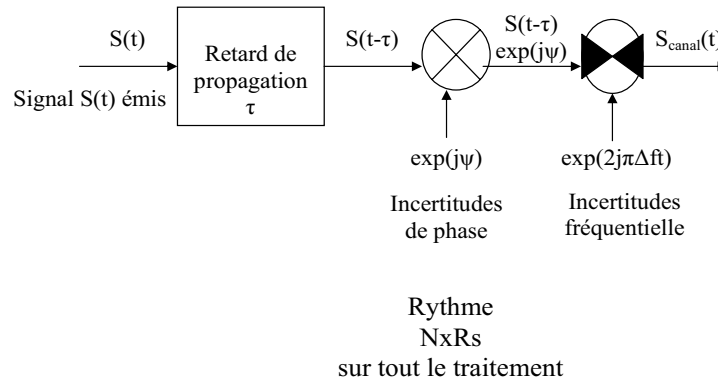 S(t)
Signal S(t) émis
Retard de
propagation
τ
S(t-τ)
S(t-τ)
exp(jψ)
S_canal(t)
exp(jψ)
exp(2jπΔft)
Incertitudes
de phase
Incertitudes
fréquentielle
Rythme
NxRs
sur tout le traitement